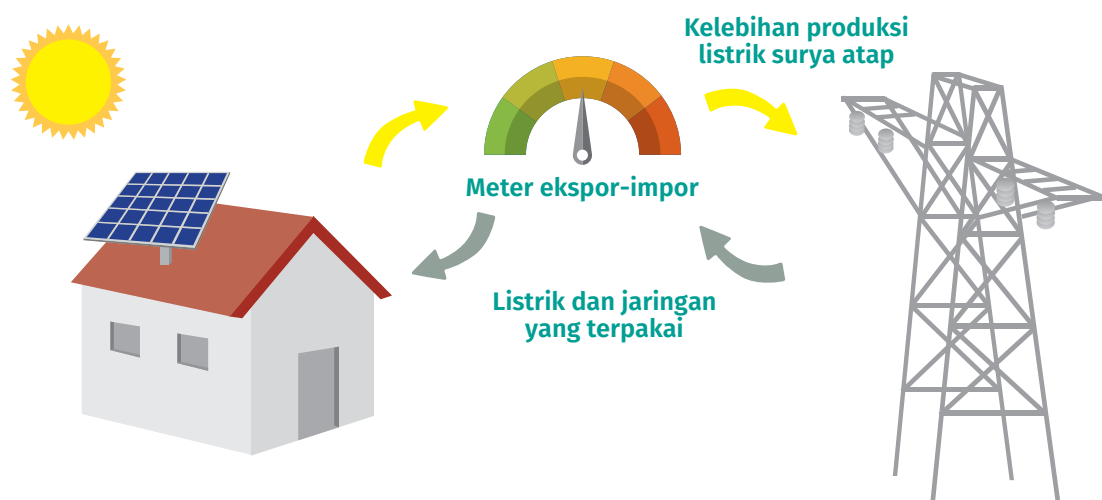 Kelebihan produksi
listrik surya atap
Meter ekspor-impor
Listrik dan jaringan
yang terpakai